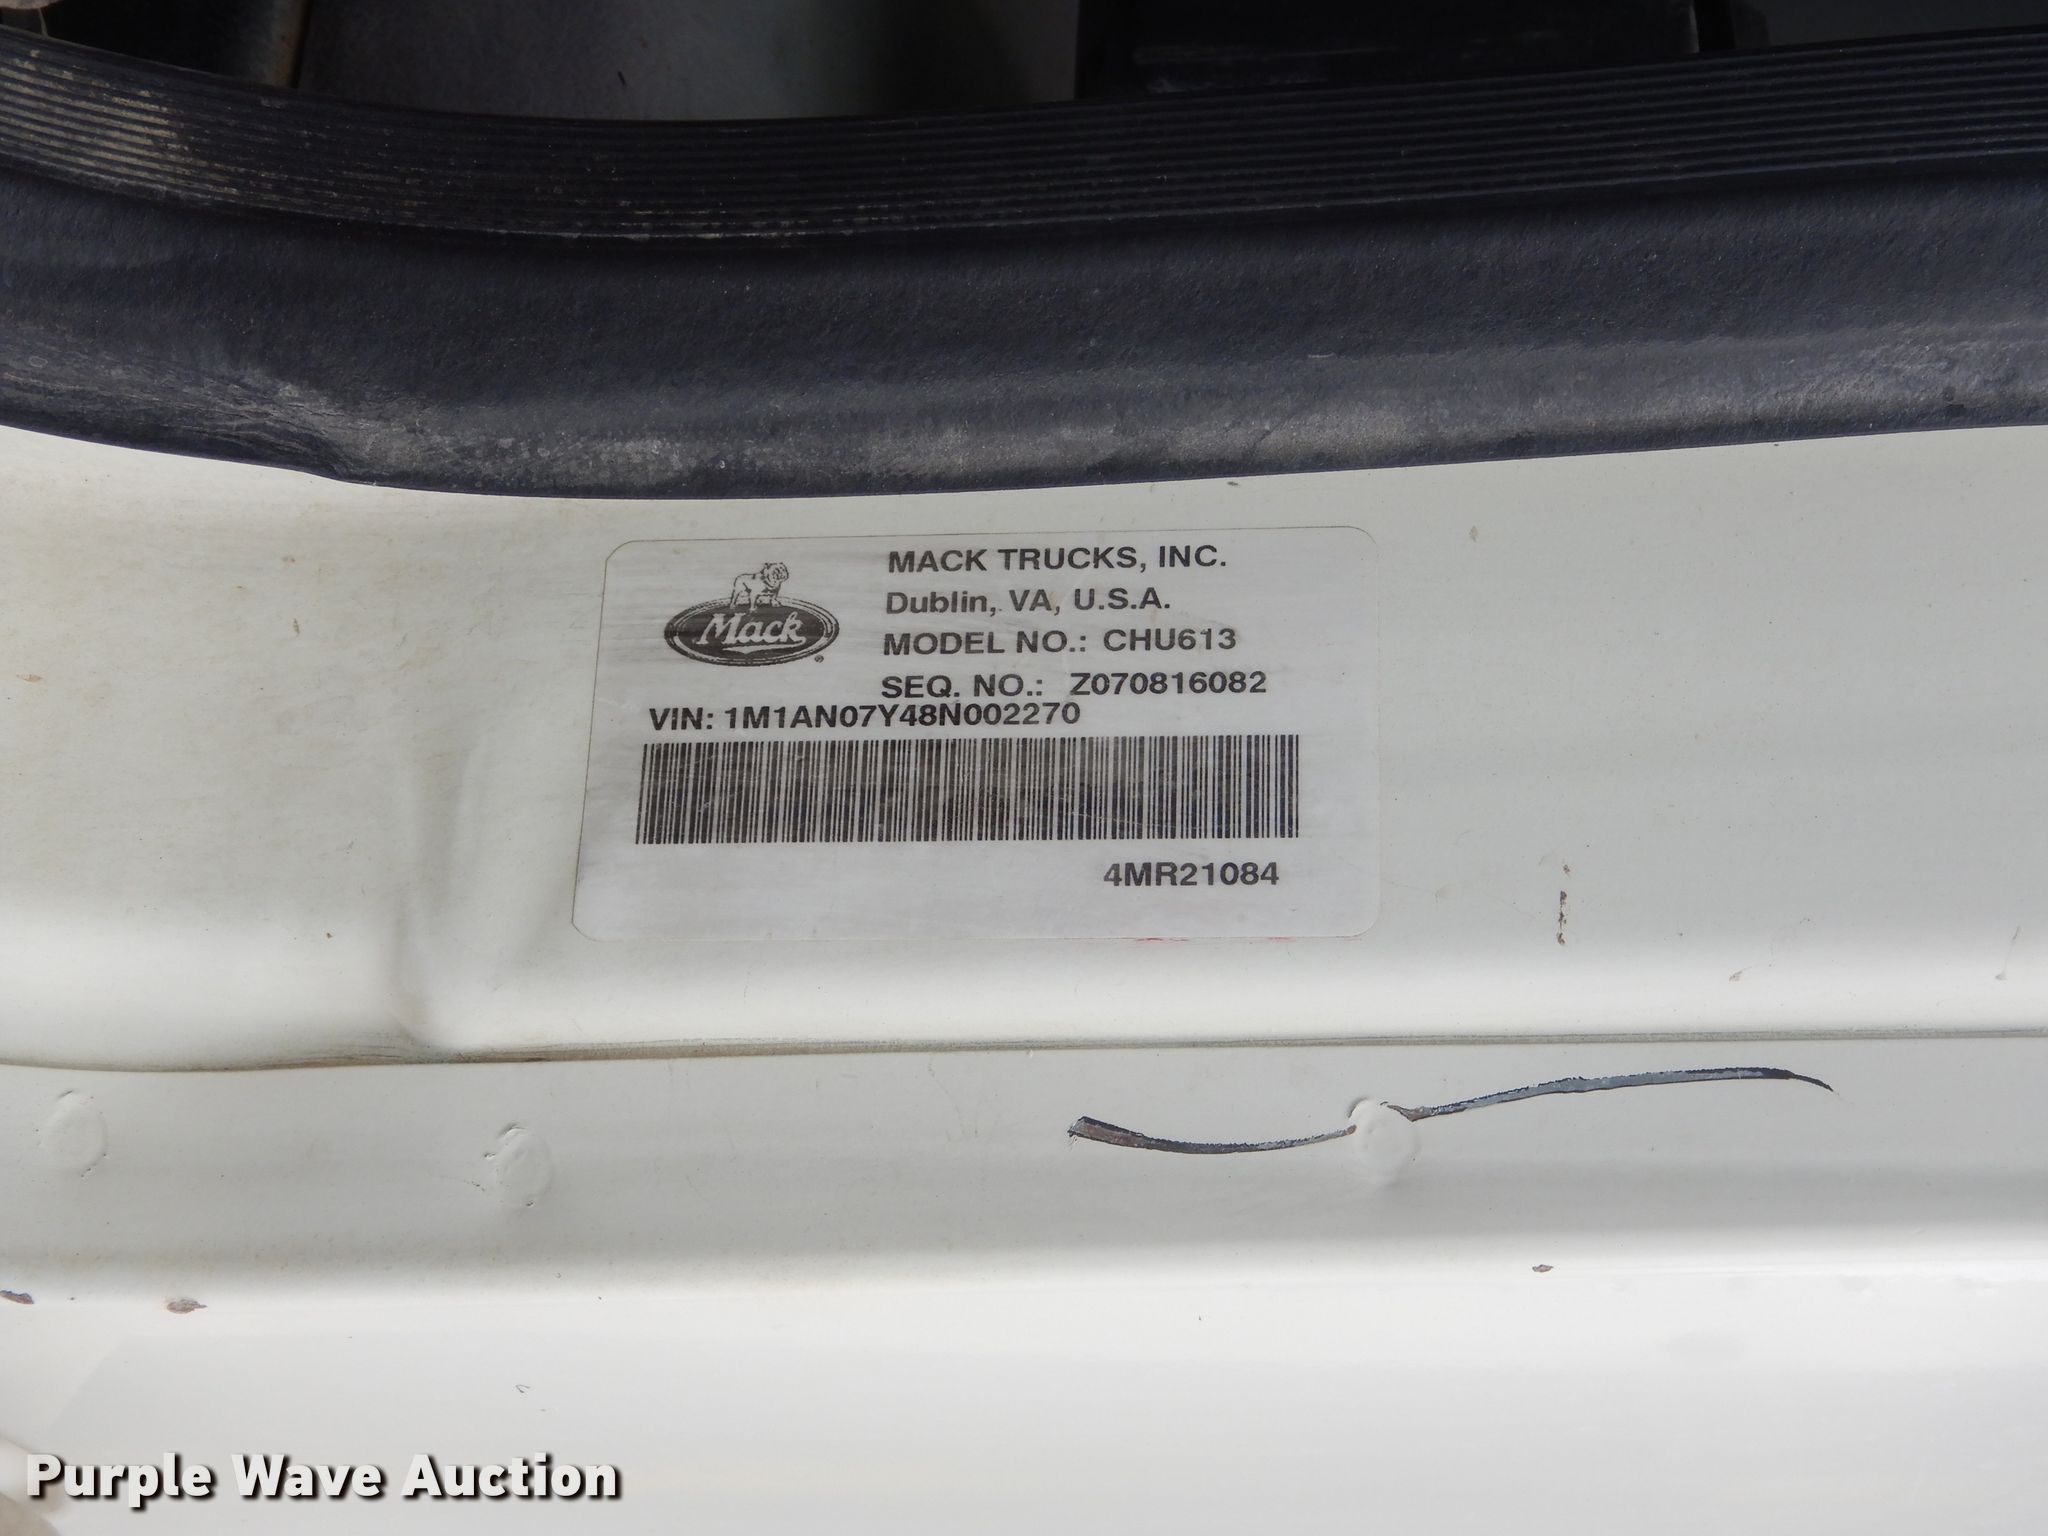 MACK TRUCKS, INC.
Dublin, VA, U.S.A.
Mack
MODEL NO.: CHU613
SEQ. NO.: Z070816082
VIN: 1M1AN07Y48N002270
4MR21084
Purple Wave Auction